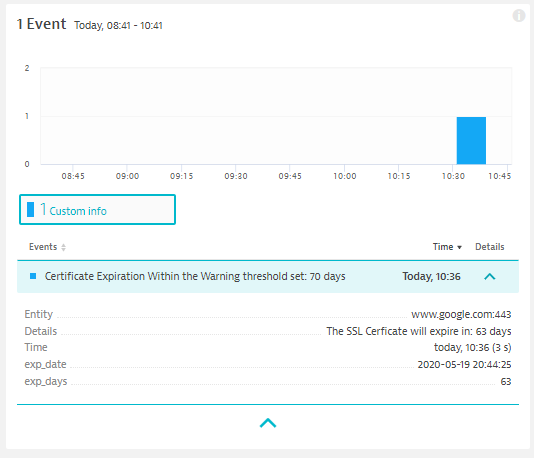 1 Event Today, 08:41 - 10:41
2
1
0
08:45 09:00 09:15 09:30 09:45 10:00 10:15 10:30 10:45
1 Custom info
Events Time Details
Certificate Expiration Within the Warning threshold set: 70 days Today, 10:36
Entity www.google.com:443
Details The SSL Cerficate will expire in: 63 days
Time today, 10:36 (3 s)
exp_date 2020-05-19 20:44:25
exp_days 63